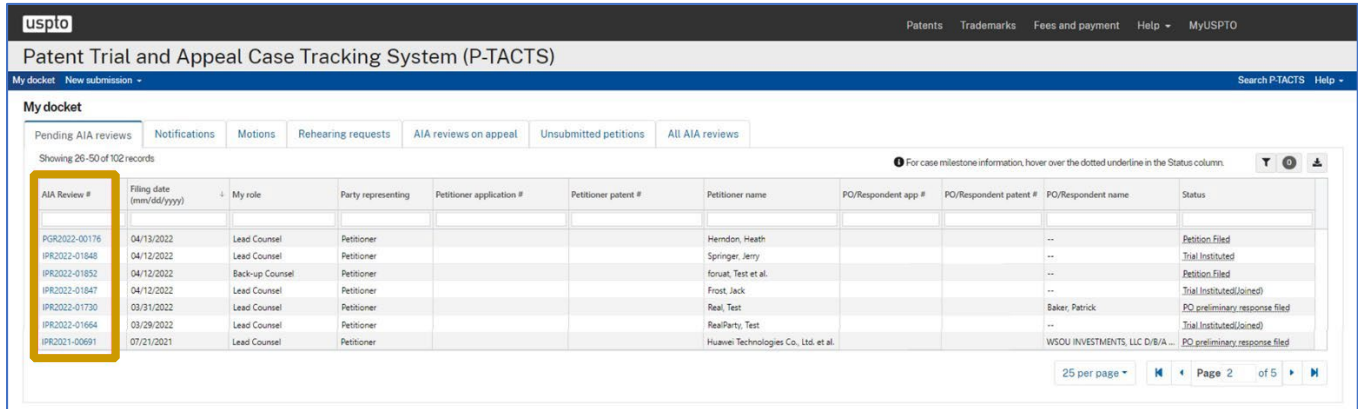 uspto
Patents Trademarks Fees and payment Help MyUSPTO
Patent Trial and Appeal Case Tracking System (P-TACTS)
My docket New submission Search P-TACTS Help
My docket
Pending AIA reviews Notifications Motions Rehearing requests AIA reviews on appeal Unsubmitted petitions All AIA reviews
Showing 26-50 of 102 records For case milestone information, hover over the dotted underline in the Status column. 0
AIA Review # Filing date (mm/dd/yyyy) ↓ My role Party representing Petitioner application # Petitioner patent # Petitioner name PO/Respondent app # PO/Respondent patent # PO/Respondent name Status
PGR2022-00176 04/13/2022 Lead Counsel Petitioner Herndon, Heath -- Petition Filed
IPR2022-01848 04/12/2022 Lead Counsel Petitioner Springer, Jerry -- Trial Instituted
IPR2022-01852 04/12/2022 Back-up Counsel Petitioner foruat, Test et al. -- Petition Filed
IPR2022-01847 04/12/2022 Lead Counsel Petitioner Frost, Jack -- Trial Instituted(Joined)
IPR2022-01730 03/31/2022 Lead Counsel Petitioner Real, Test Baker, Patrick PO preliminary response filed
IPR2022-01664 03/29/2022 Lead Counsel Petitioner RealParty, Test -- Trial Instituted(Joined)
IPR2021-00691 07/21/2021 Lead Counsel Petitioner Huawei Technologies Co., Ltd. et al. WSOU INVESTMENTS, LLC D/B/A ... PO preliminary response filed
25 per page Page 2 of 5